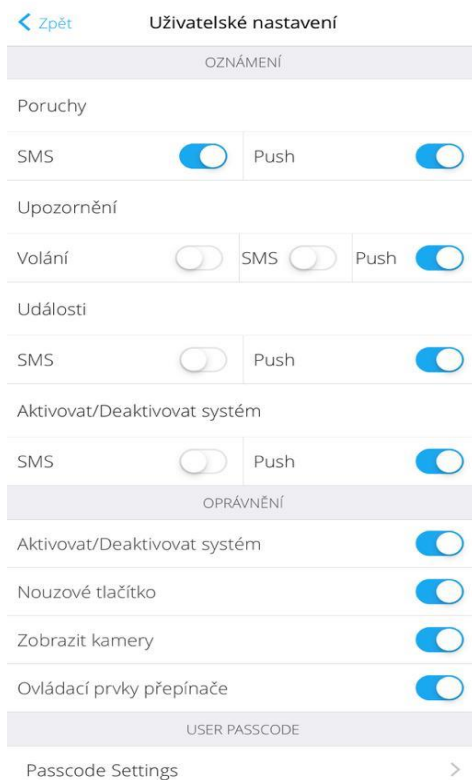 Zpět Uživatelské nastavení
OZNÁMENÍ
Poruchy
SMS Push
Upozornění
Volání SMS Push
Události
SMS Push
Aktivovat/Deaktivovat systém
SMS Push
OPRÁVNĚNÍ
Aktivovat/Deaktivovat systém
Nouzové tlačítko
Zobrazit kamery
Ovládací prvky přepínače
USER PASSCODE
Passcode Settings